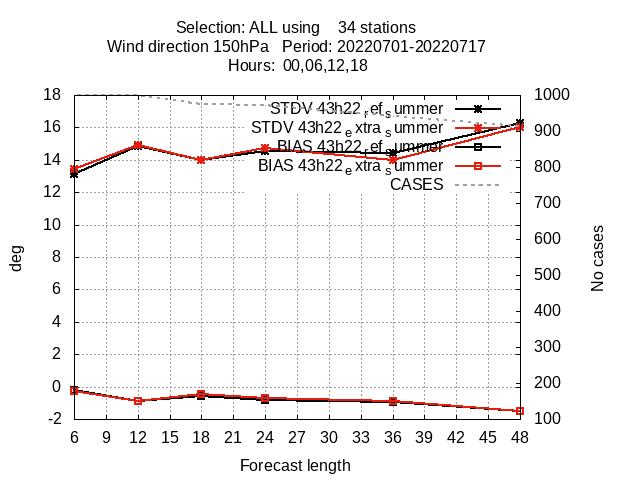 Selection: ALL using    34 stations
Wind direction 150hPa   Period: 20220701-20220717
Hours: 00,06,12,18
STDV 43h22_ref_summer
STDV 43h22_extra_summer
BIAS 43h22_ref_summer
BIAS 43h22_extra_summer
CASES
18
16
14
12
10
8
6
4
2
0
-2
deg
1000
900
800
700
600
500
400
300
200
100
No cases
6 9 12 15 18 21 24 27 30 33 36 39 42 45 48
Forecast length